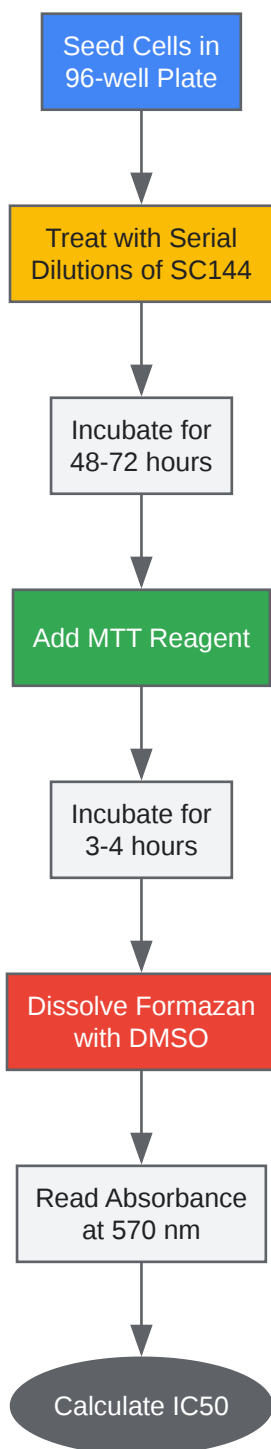 Seed Cells in
96-well Plate
Treat with Serial
Dilutions of SC144
Incubate for
48-72 hours
Add MTT Reagent
Incubate for
3-4 hours
Dissolve Formazan
with DMSO
Read Absorbance
at 570 nm
Calculate IC50